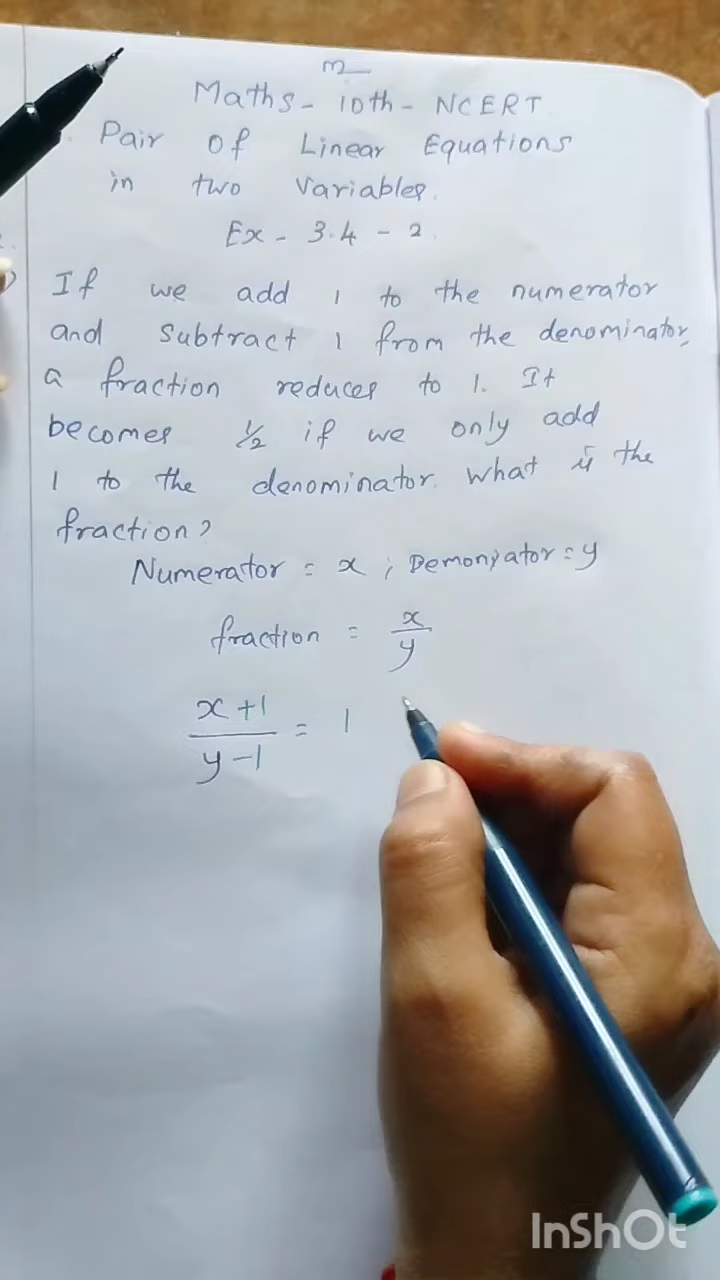 m
Maths - 10th - NCERT
Pair Of Linear Equations
in two Variables.
Ex - 3.4 - 2.
If we add 1 to the numerator
and Subtract 1 from the denominator,
a fraction reduces to 1. It
becomes 1/2 if we only add
1 to the denominator. What is the
fraction?
Numerator = x ; Demonjator = y
fraction = x/y
x+1/y-1 = 1
InShOt